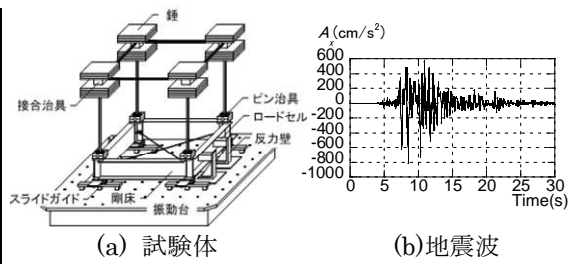 錘
接合治具
ピン治具
ロードセル
反力壁
スライドガイド
剛床
振動台
(a) 試験体
Ax(cm/s²)
600
400
200
0
-200
-400
-600
-800
-1000
0 5 10 15 20 25 30
Time(s)
(b)地震波